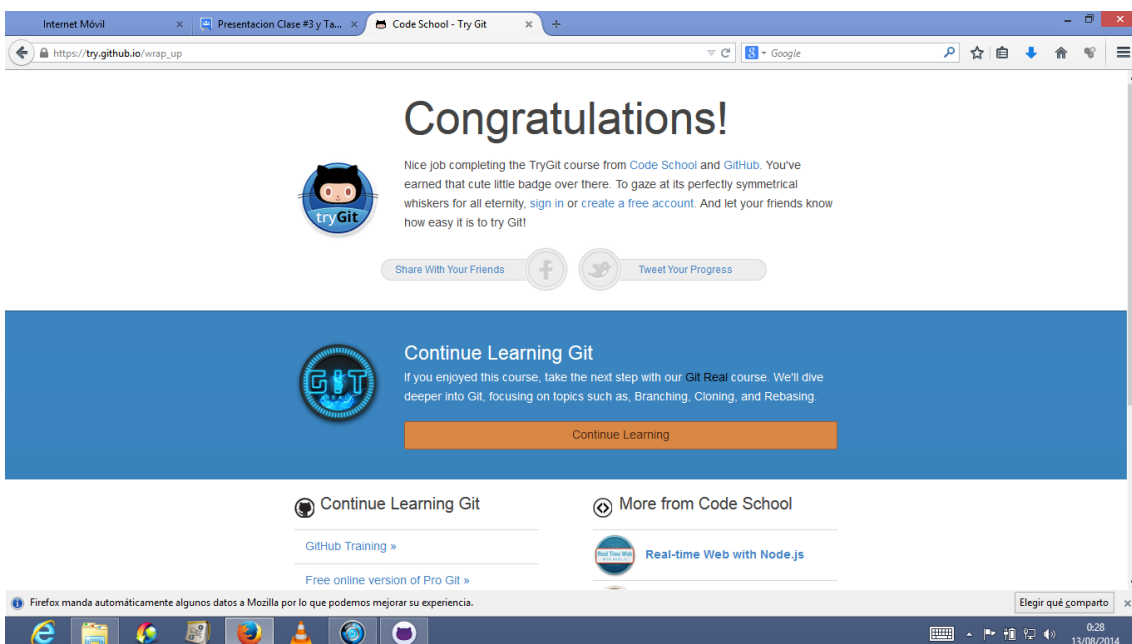 Internet Móvil
Presentacion Clase #3 y Ta...
Code School - Try Git
https://try.github.io/wrap_up
Google
Congratulations!
Nice job completing the TryGit course from Code School and GitHub. You've
earned that cute little badge over there. To gaze at its perfectly symmetrical
whiskers for all eternity, sign in or create a free account. And let your friends know
how easy it is to try Git!
tryGit
Share With Your Friends
Tweet Your Progress
Continue Learning Git
If you enjoyed this course, take the next step with our Git Real course. We'll dive
deeper into Git, focusing on topics such as, Branching, Cloning, and Rebasing.
GIT
REAL
Continue Learning
Continue Learning Git
More from Code School
GitHub Training »
Real Time Web
Real-time Web with Node.js
Free online version of Pro Git »
Firefox manda automáticamente algunos datos a Mozilla por lo que podemos mejorar su experiencia.
Elegir qué comparto
0:28
13/08/2014